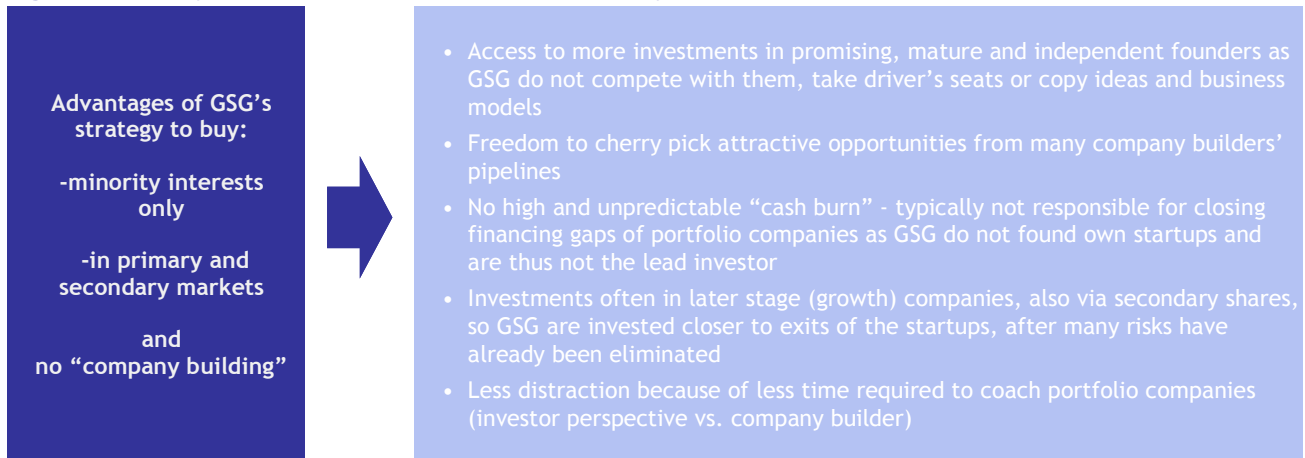 Advantages of GSG’s
strategy to buy:
-minority interests
only
-in primary and
secondary markets
and
no “company building”
• Access to more investments in promising, mature and independent founders as
GSG do not compete with them, take driver’s seats or copy ideas and business
models
• Freedom to cherry pick attractive opportunities from many company builders’
pipelines
• No high and unpredictable “cash burn” - typically not responsible for closing
financing gaps of portfolio companies as GSG do not found own startups and
are thus not the lead investor
• Investments often in later stage (growth) companies, also via secondary shares,
so GSG are invested closer to exits of the startups, after many risks have
already been eliminated
• Less distraction because of less time required to coach portfolio companies
(investor perspective vs. company builder)